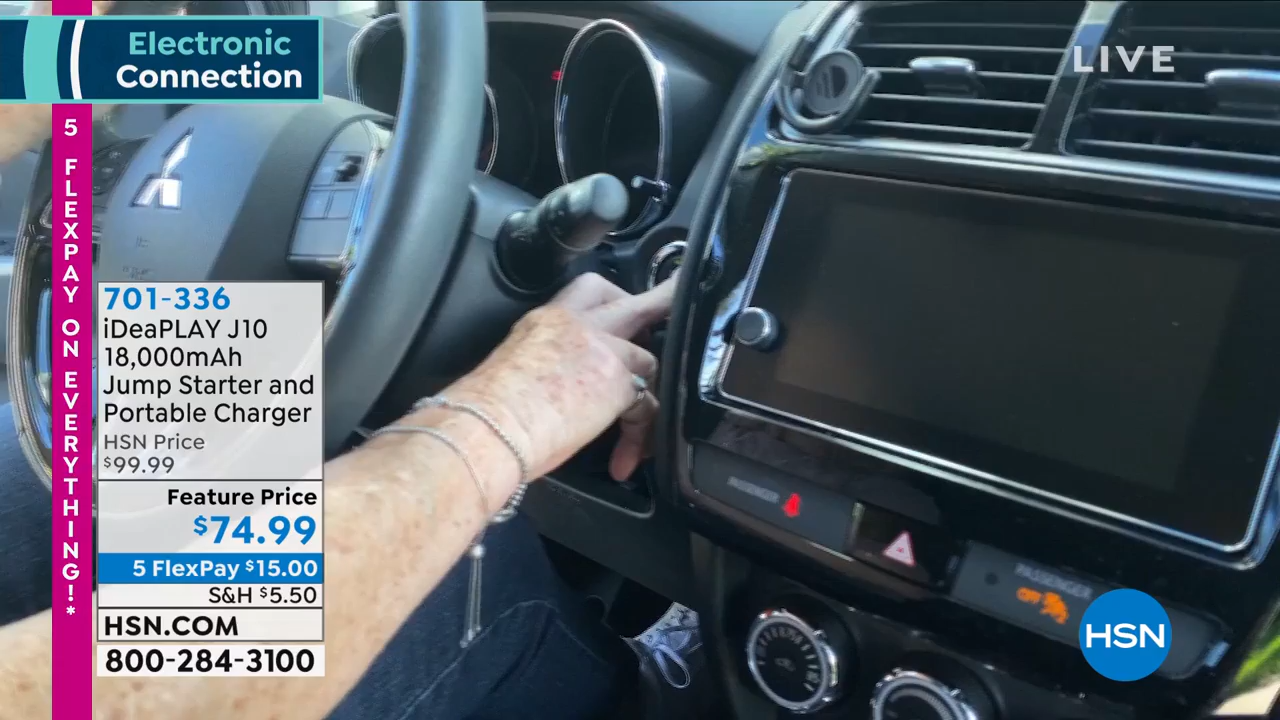 Electronic
Connection
LIVE
5 FLEXPAY ON EVERYTHING!*
701-336
iDeaPLAY J10
18,000mAh
Jump Starter and
Portable Charger
HSN Price
$99.99
Feature Price
$74.99
5 FlexPay $15.00
S&H $5.50
HSN.COM
800-284-3100
PASSENGER
PASSENGER
OFF
HSN